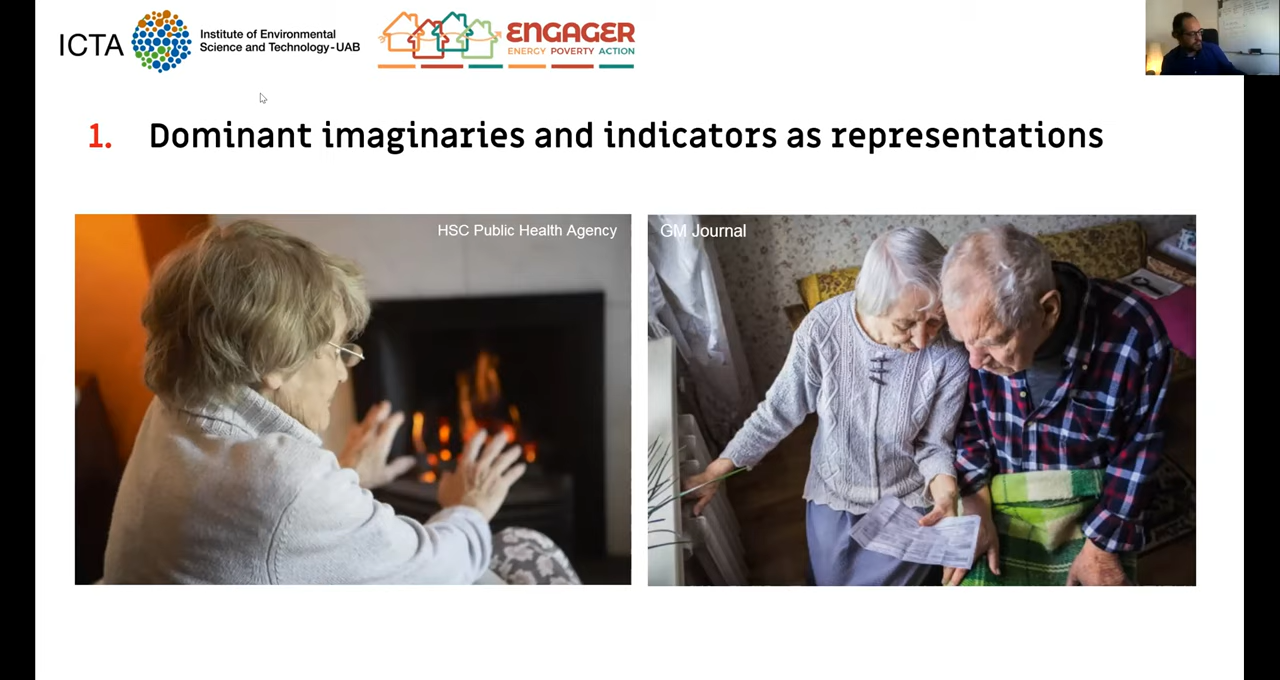 ICTA
Institute of Environmental
Science and Technology-UAB
ENGAGER
ENERGY POVERTY ACTION
1. Dominant imaginaries and indicators as representations
HSC Public Health Agency
GM Journal